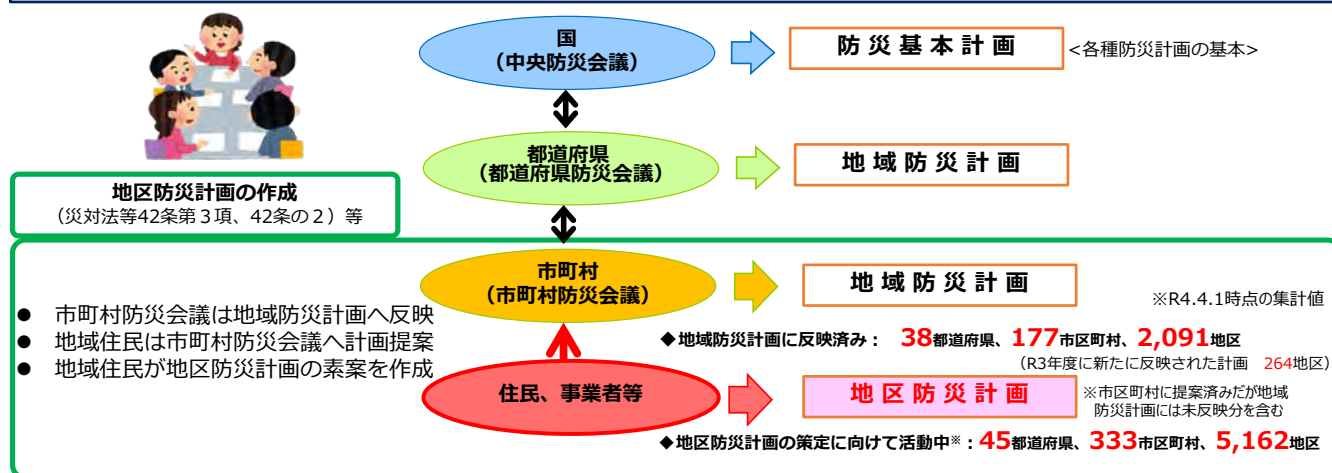 国
（中央防災会議）
防災基本計画
<各種防災計画の基本>
都道府県
（都道府県防災会議）
地域防災計画
地区防災計画の作成
（災対法等42条第３項、42条の２）等
市町村
（市町村防災会議）
地域防災計画
※R4.4.1時点の集計値
● 市町村防災会議は地域防災計画へ反映
● 地域住民は市町村防災会議へ計画提案
● 地域住民が地区防災計画の素案を作成
◆地域防災計画に反映済み： 38都道府県、177市区町村、2,091地区
（R3年度に新たに反映された計画 264地区）
住民、事業者等
地区防災計画
※市区町村に提案済みだが地域
防災計画には未反映分を含む
◆地区防災計画の策定に向けて活動中※：45都道府県、333市区町村、5,162地区